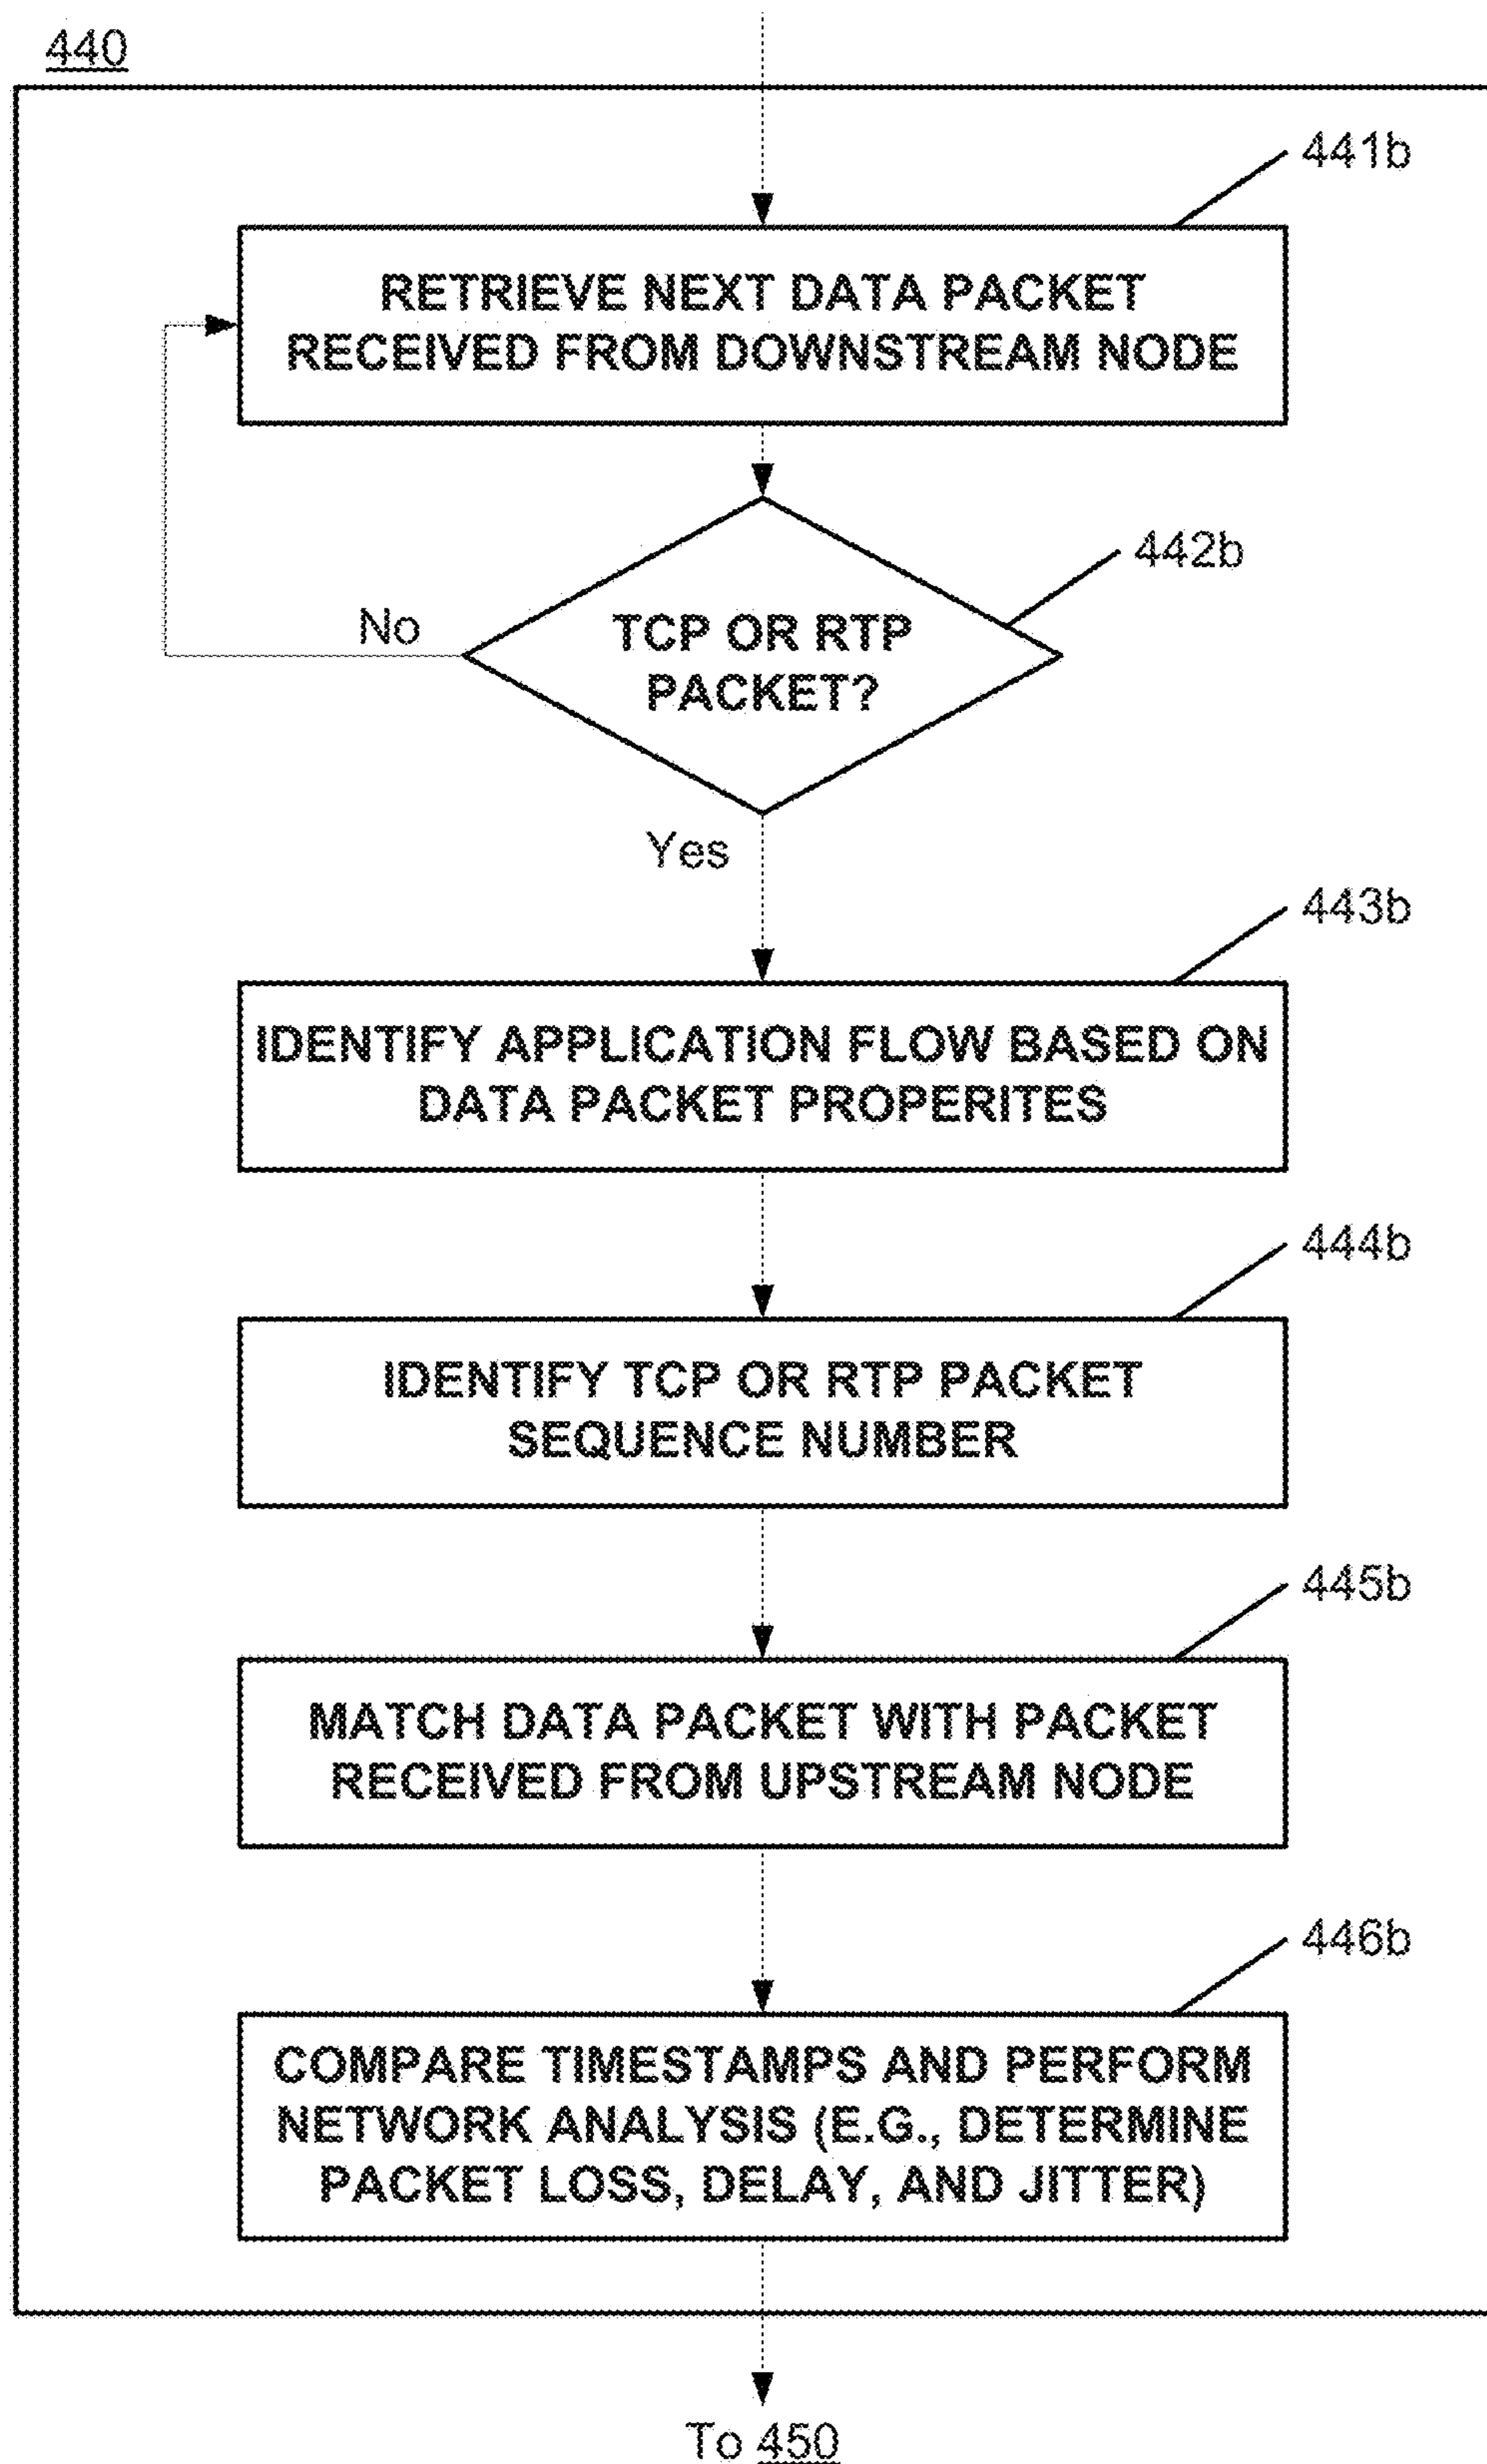 440
441b
RETRIEVE NEXT DATA PACKET
RECEIVED FROM DOWNSTREAM NODE
442b
No
TCP OR RTP
PACKET?
Yes
443b
IDENTIFY APPLICATION FLOW BASED ON
DATA PACKET PROPERITES
444b
IDENTIFY TCP OR RTP PACKET
SEQUENCE NUMBER
445b
MATCH DATA PACKET WITH PACKET
RECEIVED FROM UPSTREAM NODE
446b
COMPARE TIMESTAMPS AND PERFORM
NETWORK ANALYSIS (E.G., DETERMINE
PACKET LOSS, DELAY, AND JITTER)
To 450